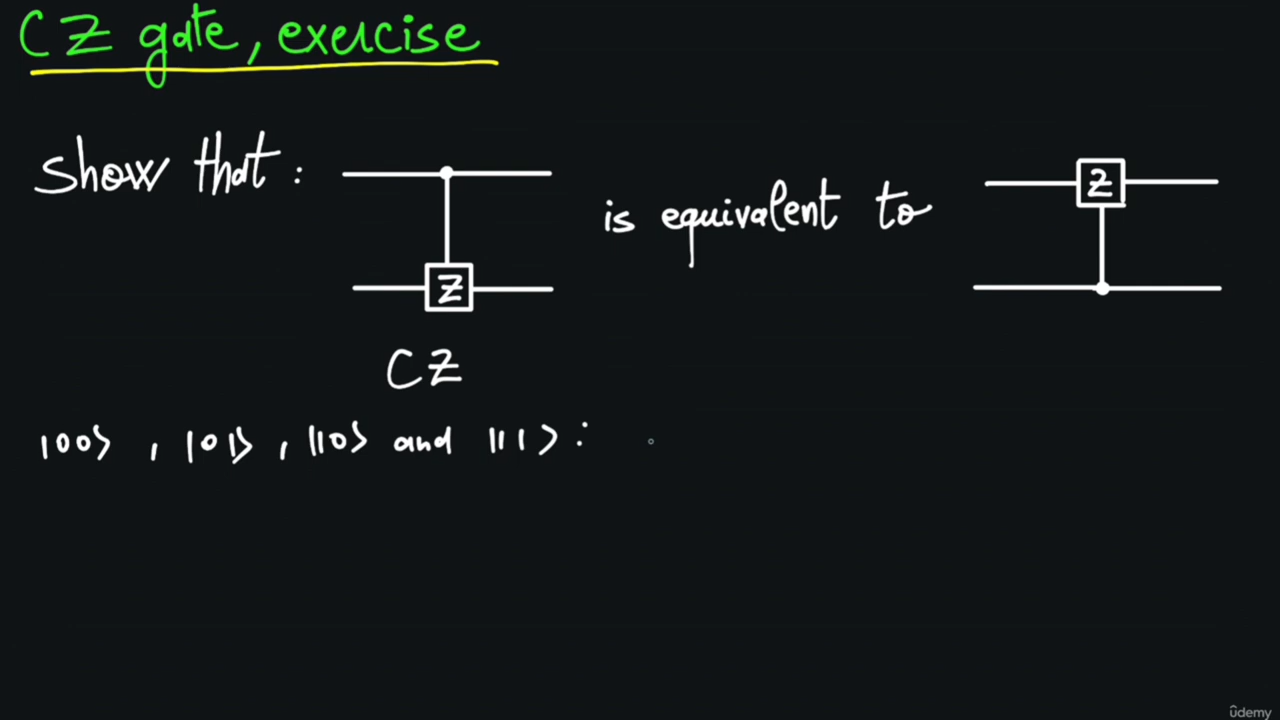 CZ gate, exercise
Show that :
is equivalent to
Z
Z
CZ
|00⟩ , |01⟩ , |10⟩ and |11⟩ :
ûdemy